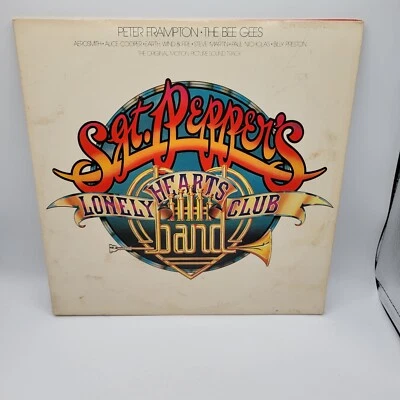 PETER FRAMPTON • THE BEE GEES
AEROSMITH • ALICE COOPER • EARTH, WIND & FIRE • STEVE MARTIN • PAUL NICHOLAS • BILLY PRESTON
THE ORIGINAL MOTION PICTURE SOUNDTRACK
Sgt. Pepper's
LONELY HEARTS CLUB
band